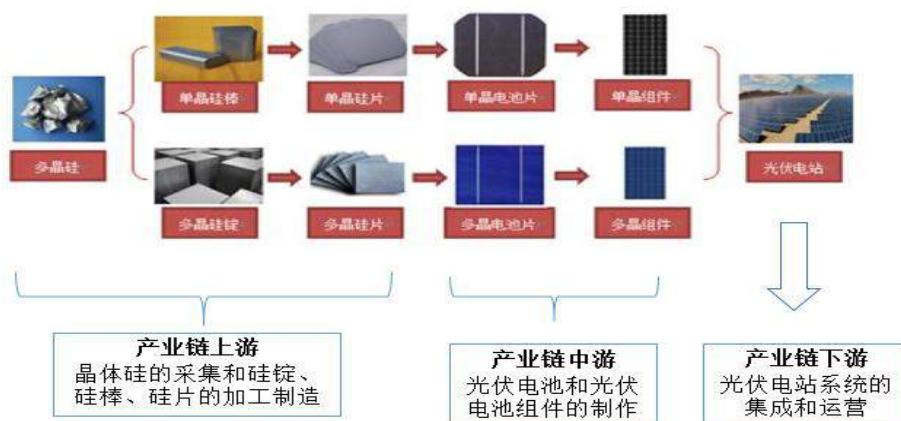 单晶硅棒
单晶硅片
单晶电池片
单晶组件
多晶硅
光伏电站
多晶硅锭
多晶硅片
多晶电池片
多晶组件
产业链上游
晶体硅的采集和硅锭、
硅棒、硅片的加工制造
产业链中游
光伏电池和光伏
电池组件的制作
产业链下游
光伏电站系统的
集成和运营